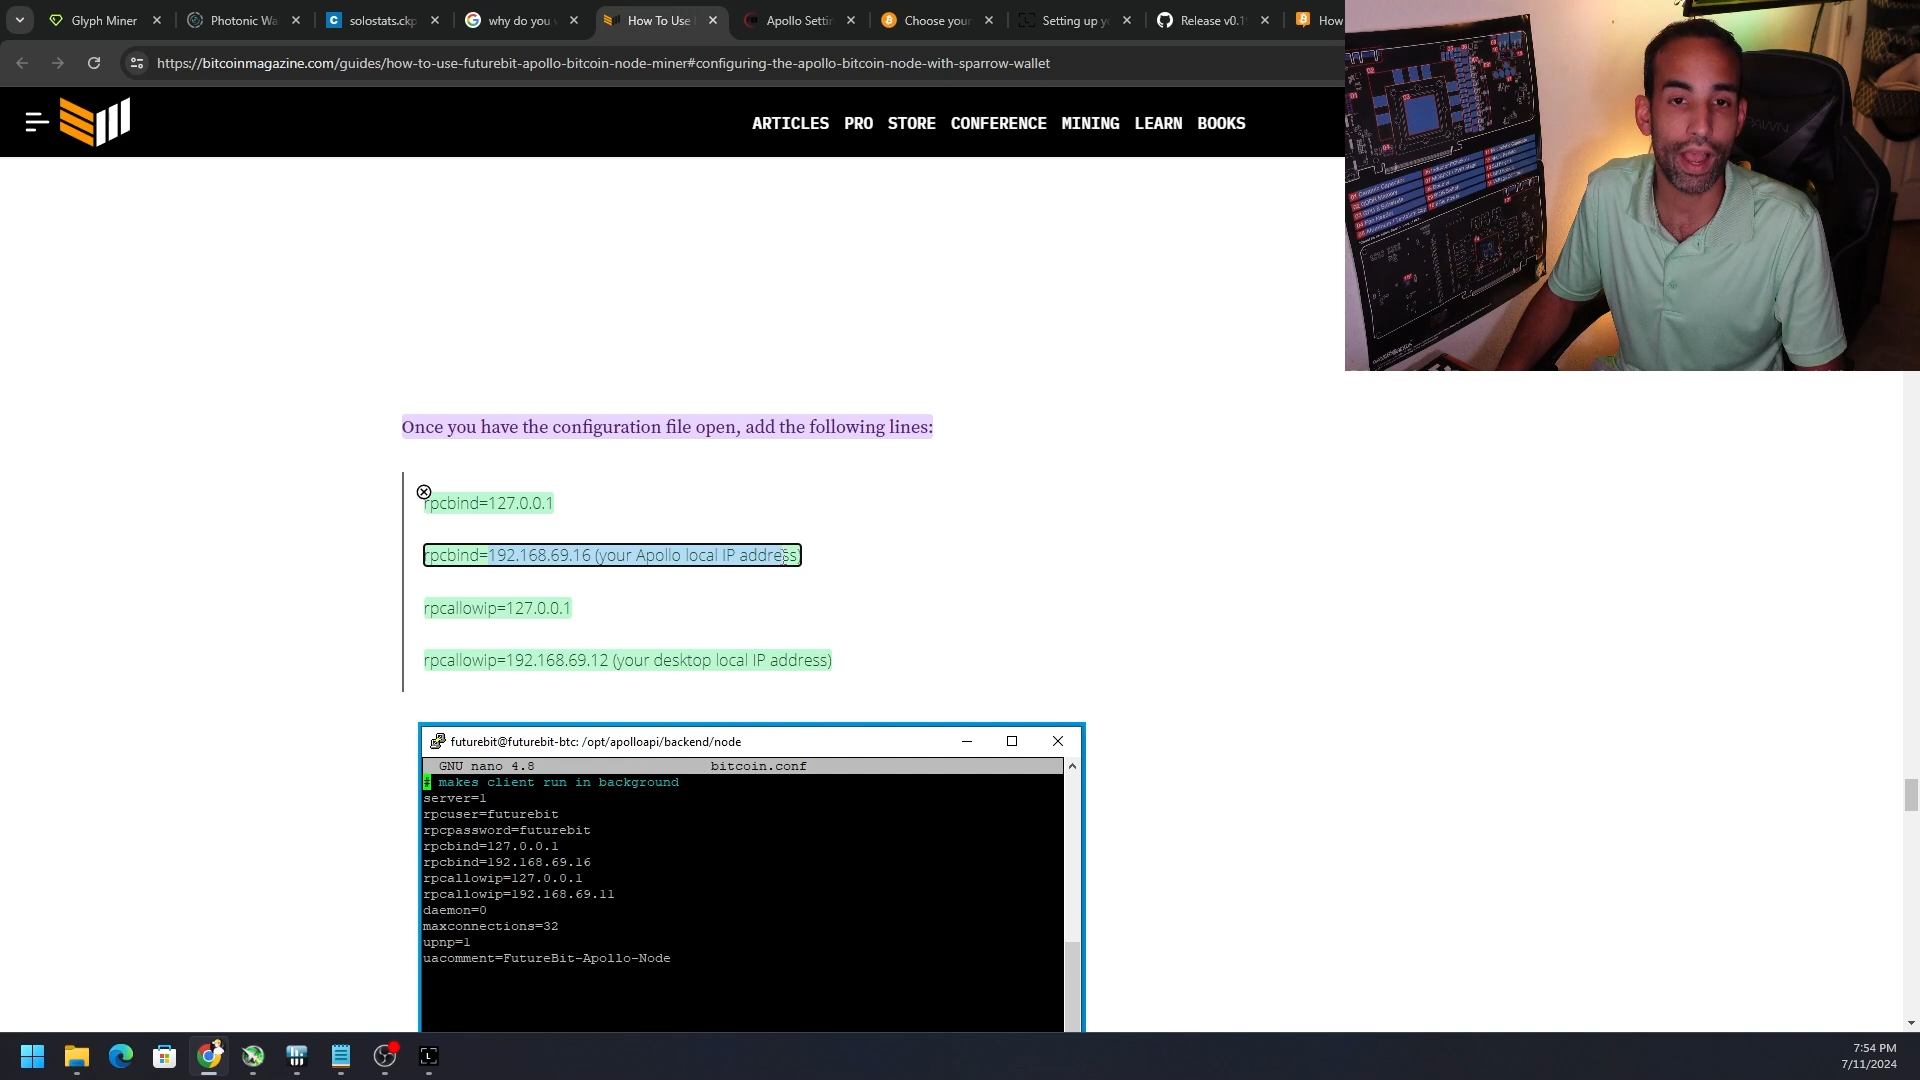 Glyph Miner
Photonic Wa
solostats.ckp
why do you
How To Use
Apollo Setti
Choose your
Setting up y
Release v0.1
How
https://bitcoinmagazine.com/guides/how-to-use-futurebit-apollo-bitcoin-node-miner#configuring-the-apollo-bitcoin-node-with-sparrow-wallet
ARTICLES PRO STORE CONFERENCE MINING LEARN BOOKS
Once you have the configuration file open, add the following lines:
rpcbind=127.0.0.1
rpcbind=192.168.69.16 (your Apollo local IP address)
rpcallowip=127.0.0.1
rpcallowip=192.168.69.12 (your desktop local IP address)
futurebit@futurebit-btc: /opt/apolloapi/backend/node
GNU nano 4.8 bitcoin.conf
# makes client run in background
server=1
rpcuser=futurebit
rpcpassword=futurebit
rpcbind=127.0.0.1
rpcbind=192.168.69.16
rpcallowip=127.0.0.1
rpcallowip=192.168.69.11
daemon=0
maxconnections=32
upnp=1
uacomment=FutureBit-Apollo-Node
7:54 PM
7/11/2024